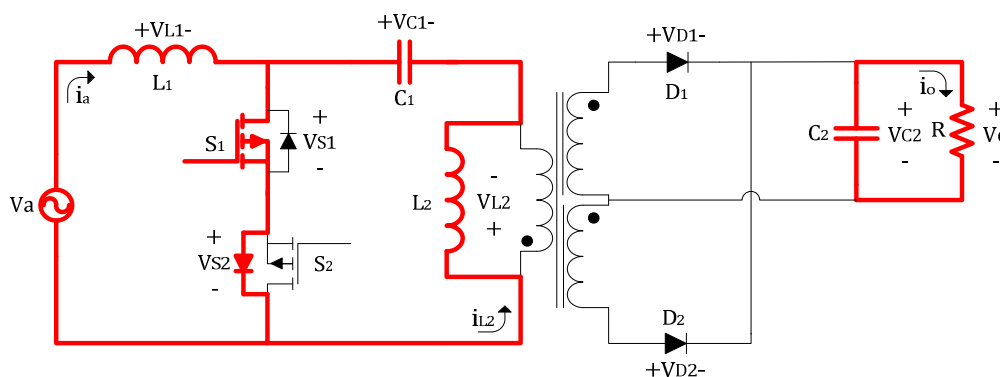 +VL1-
+VC1-
+VD1-
L1
C1
D1
ia
io
S1
+
VS1
-
C2
+
VC2
-
R
+
-
Va
L2
-
VL2
+
+
VS2
-
S2
iL2
D2
+VD2-